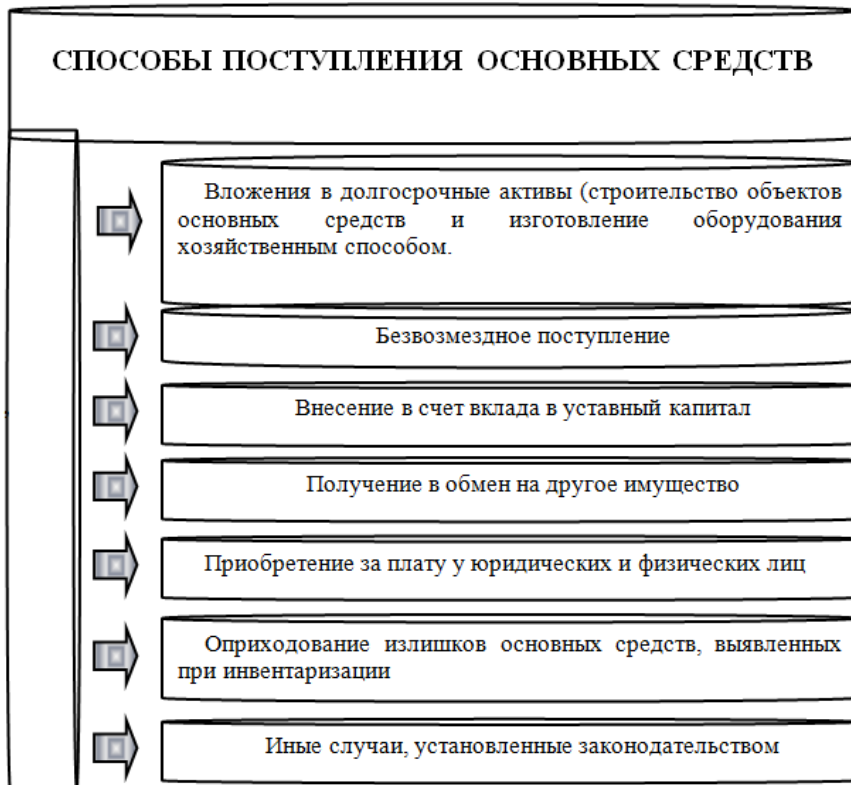 СПОСОБЫ ПОСТУПЛЕНИЯ ОСНОВНЫХ СРЕДСТВ
Вложения в долгосрочные активы (строительство объектов
основных средств и изготовление оборудования
хозяйственным способом.
Безвозмездное поступление
Внесение в счет вклада в уставный капитал
Получение в обмен на другое имущество
Приобретение за плату у юридических и физических лиц
Оприходование излишков основных средств, выявленных
при инвентаризации
Иные случаи, установленные законодательством